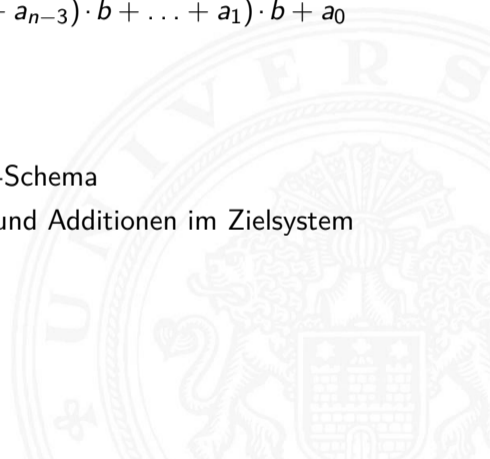 a_{n−3}) · b + … + a_1) · b + a_0
U N I V E R S
-Schema
und Additionen im Zielsystem